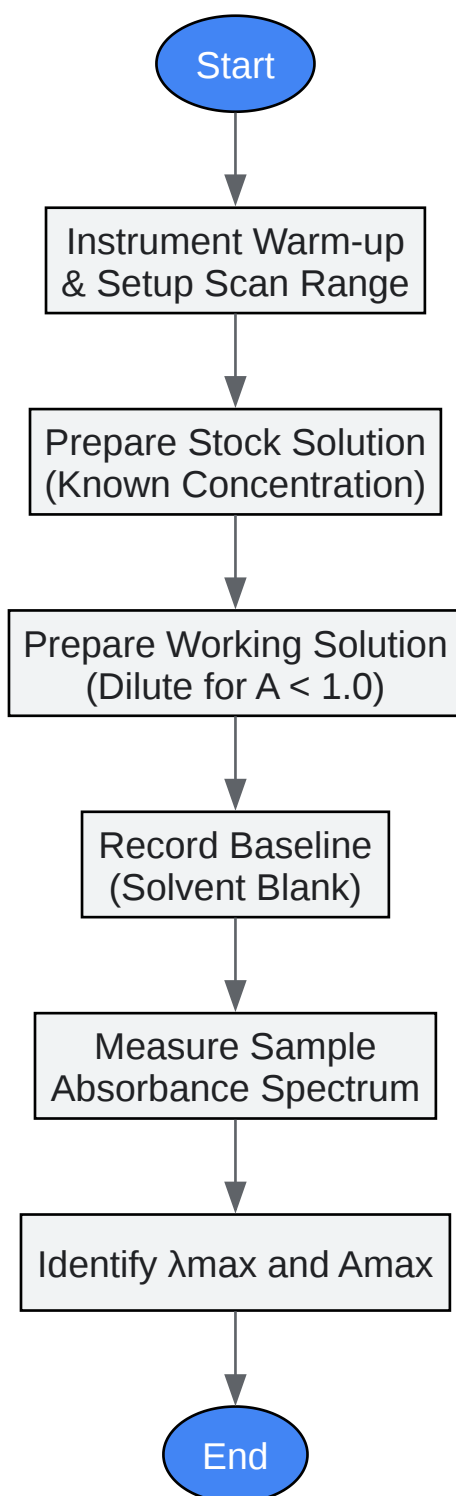 Start
Instrument Warm-up
& Setup Scan Range
Prepare Stock Solution
(Known Concentration)
Prepare Working Solution
(Dilute for A < 1.0)
Record Baseline
(Solvent Blank)
Measure Sample
Absorbance Spectrum
Identify λmax and Amax
End